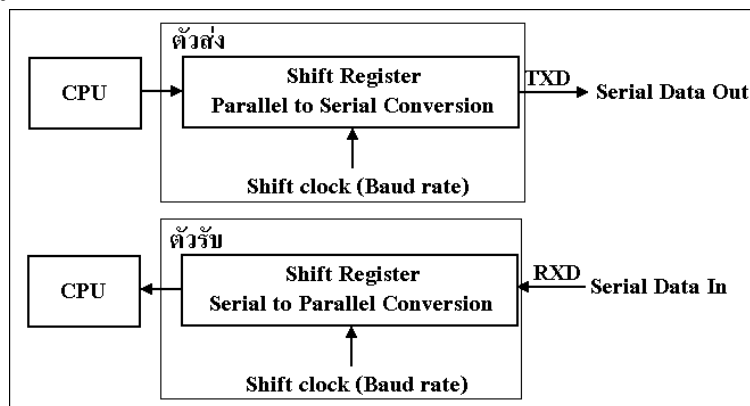 ตัวส่ง
CPU
Shift Register
Parallel to Serial Conversion
TXD
Serial Data Out
Shift clock (Baud rate)
ตัวรับ
CPU
Shift Register
Serial to Parallel Conversion
RXD
Serial Data In
Shift clock (Baud rate)